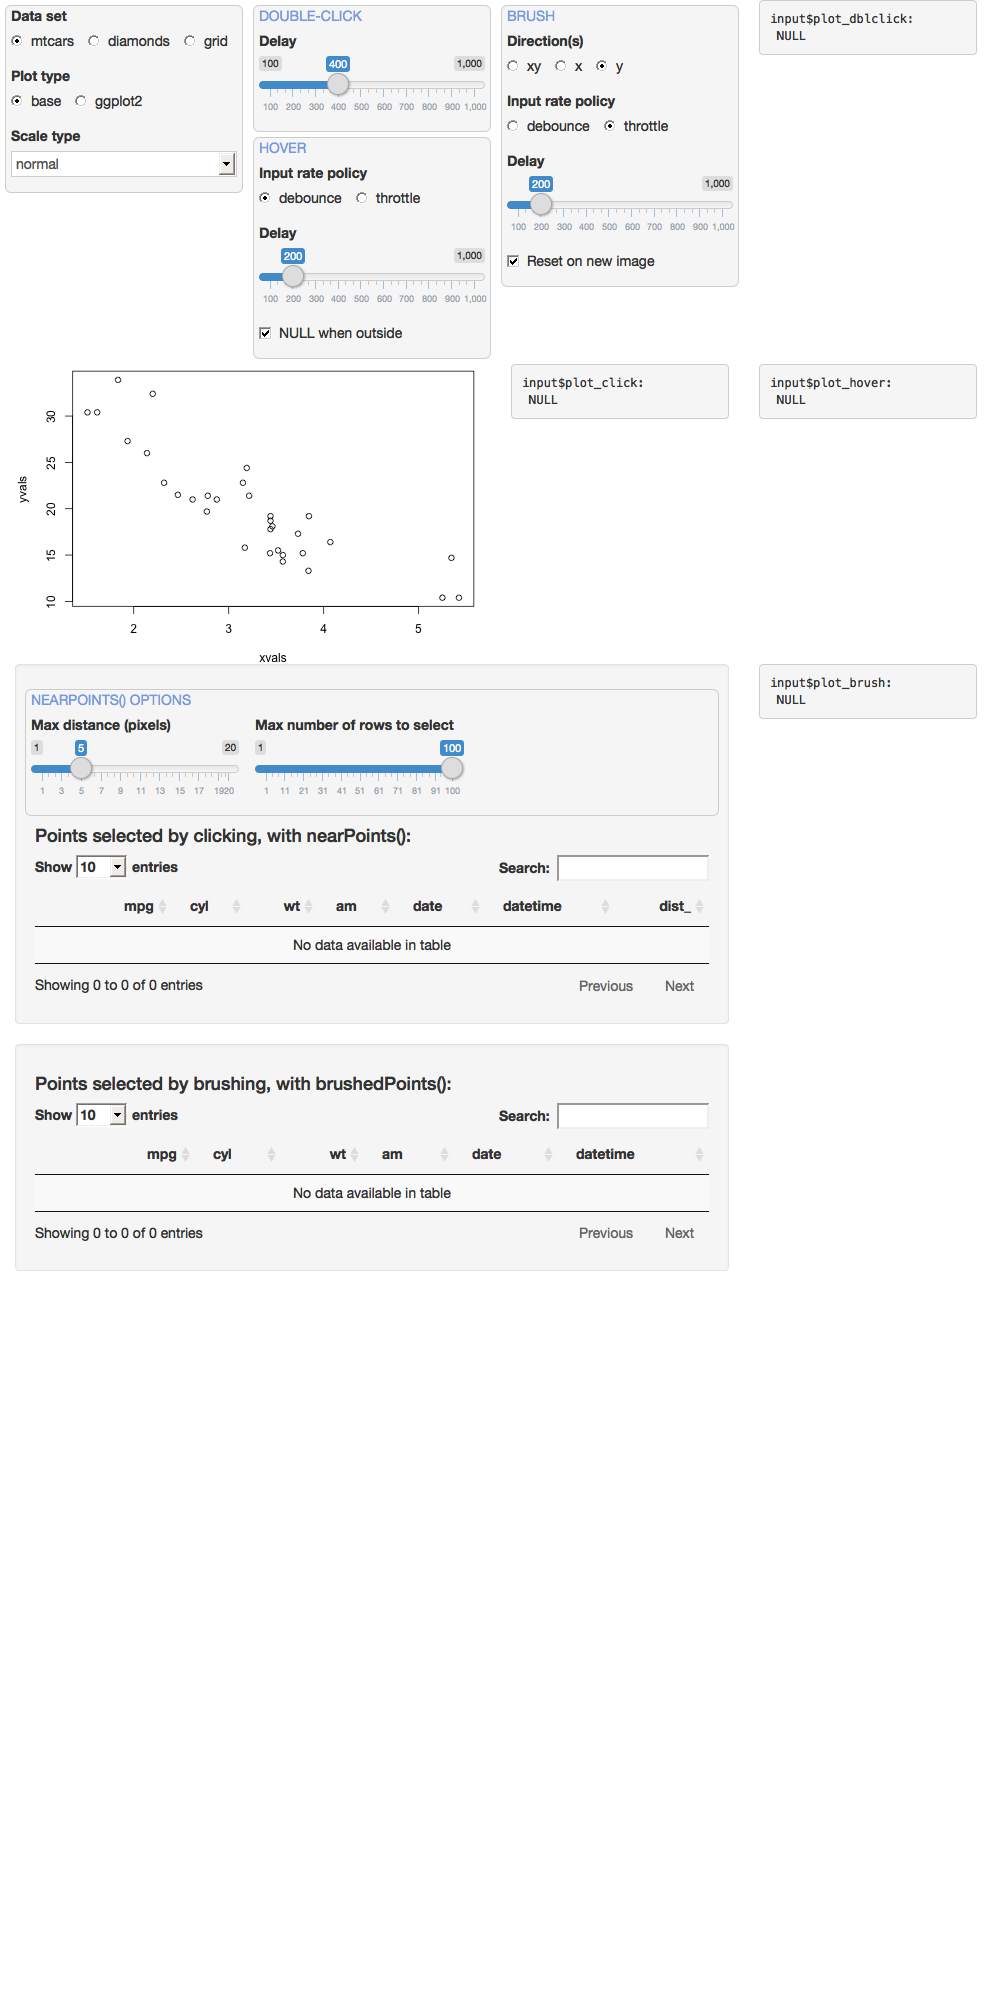 Data set
mtcars diamonds grid
Plot type
base ggplot2
Scale type
normal
DOUBLE-CLICK
Delay
100 400 1,000
100 200 300 400 500 600 700 800 900 1,000
HOVER
Input rate policy
debounce throttle
Delay
200 1,000
100 200 300 400 500 600 700 800 900 1,000
NULL when outside
BRUSH
Direction(s)
xy x y
Input rate policy
debounce throttle
Delay
200 1,000
100 200 300 400 500 600 700 800 900 1,000
Reset on new image
input$plot_dblclick:
NULL
yvals
30
25
20
15
10
2 3 4 5
xvals
input$plot_click:
NULL
input$plot_hover:
NULL
NEARPOINTS() OPTIONS
Max distance (pixels)
1 5 20
1 3 5 7 9 11 13 15 17 19 20
Max number of rows to select
1 100
1 11 21 31 41 51 61 71 81 91 100
Points selected by clicking, with nearPoints():
Show 10 entries Search:
mpg cyl wt am date datetime dist_
No data available in table
Showing 0 to 0 of 0 entries Previous Next
input$plot_brush:
NULL
Points selected by brushing, with brushedPoints():
Show 10 entries Search:
mpg cyl wt am date datetime
No data available in table
Showing 0 to 0 of 0 entries Previous Next